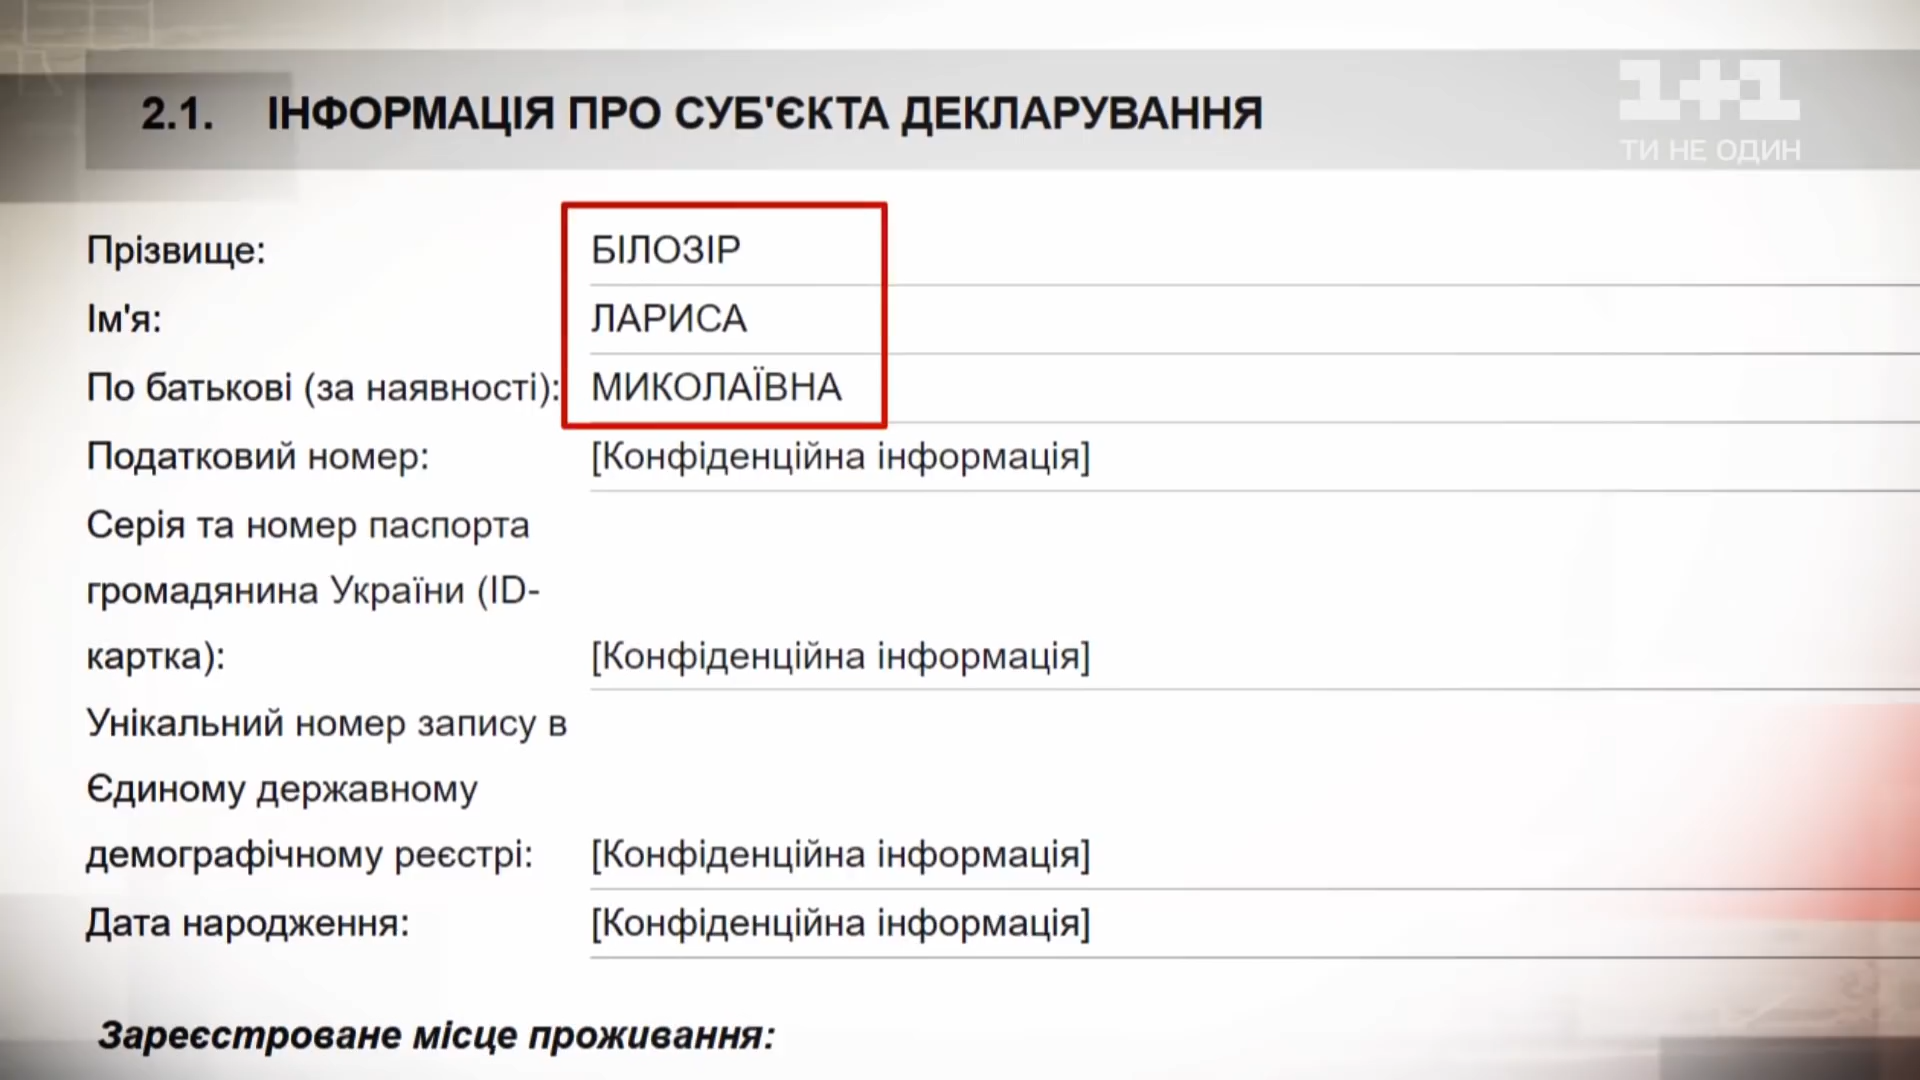 2.1. ІНФОРМАЦІЯ ПРО СУБ'ЄКТА ДЕКЛАРУВАННЯ
1+1
ТИ НЕ ОДИН
Прізвище: БІЛОЗІР
Ім'я: ЛАРИСА
По батькові (за наявності): МИКОЛАЇВНА
Податковий номер: [Конфіденційна інформація]
Серія та номер паспорта
громадянина України (ID-
картка): [Конфіденційна інформація]
Унікальний номер запису в
Єдиному державному
демографічному реєстрі: [Конфіденційна інформація]
Дата народження: [Конфіденційна інформація]
Зареєстроване місце проживання: